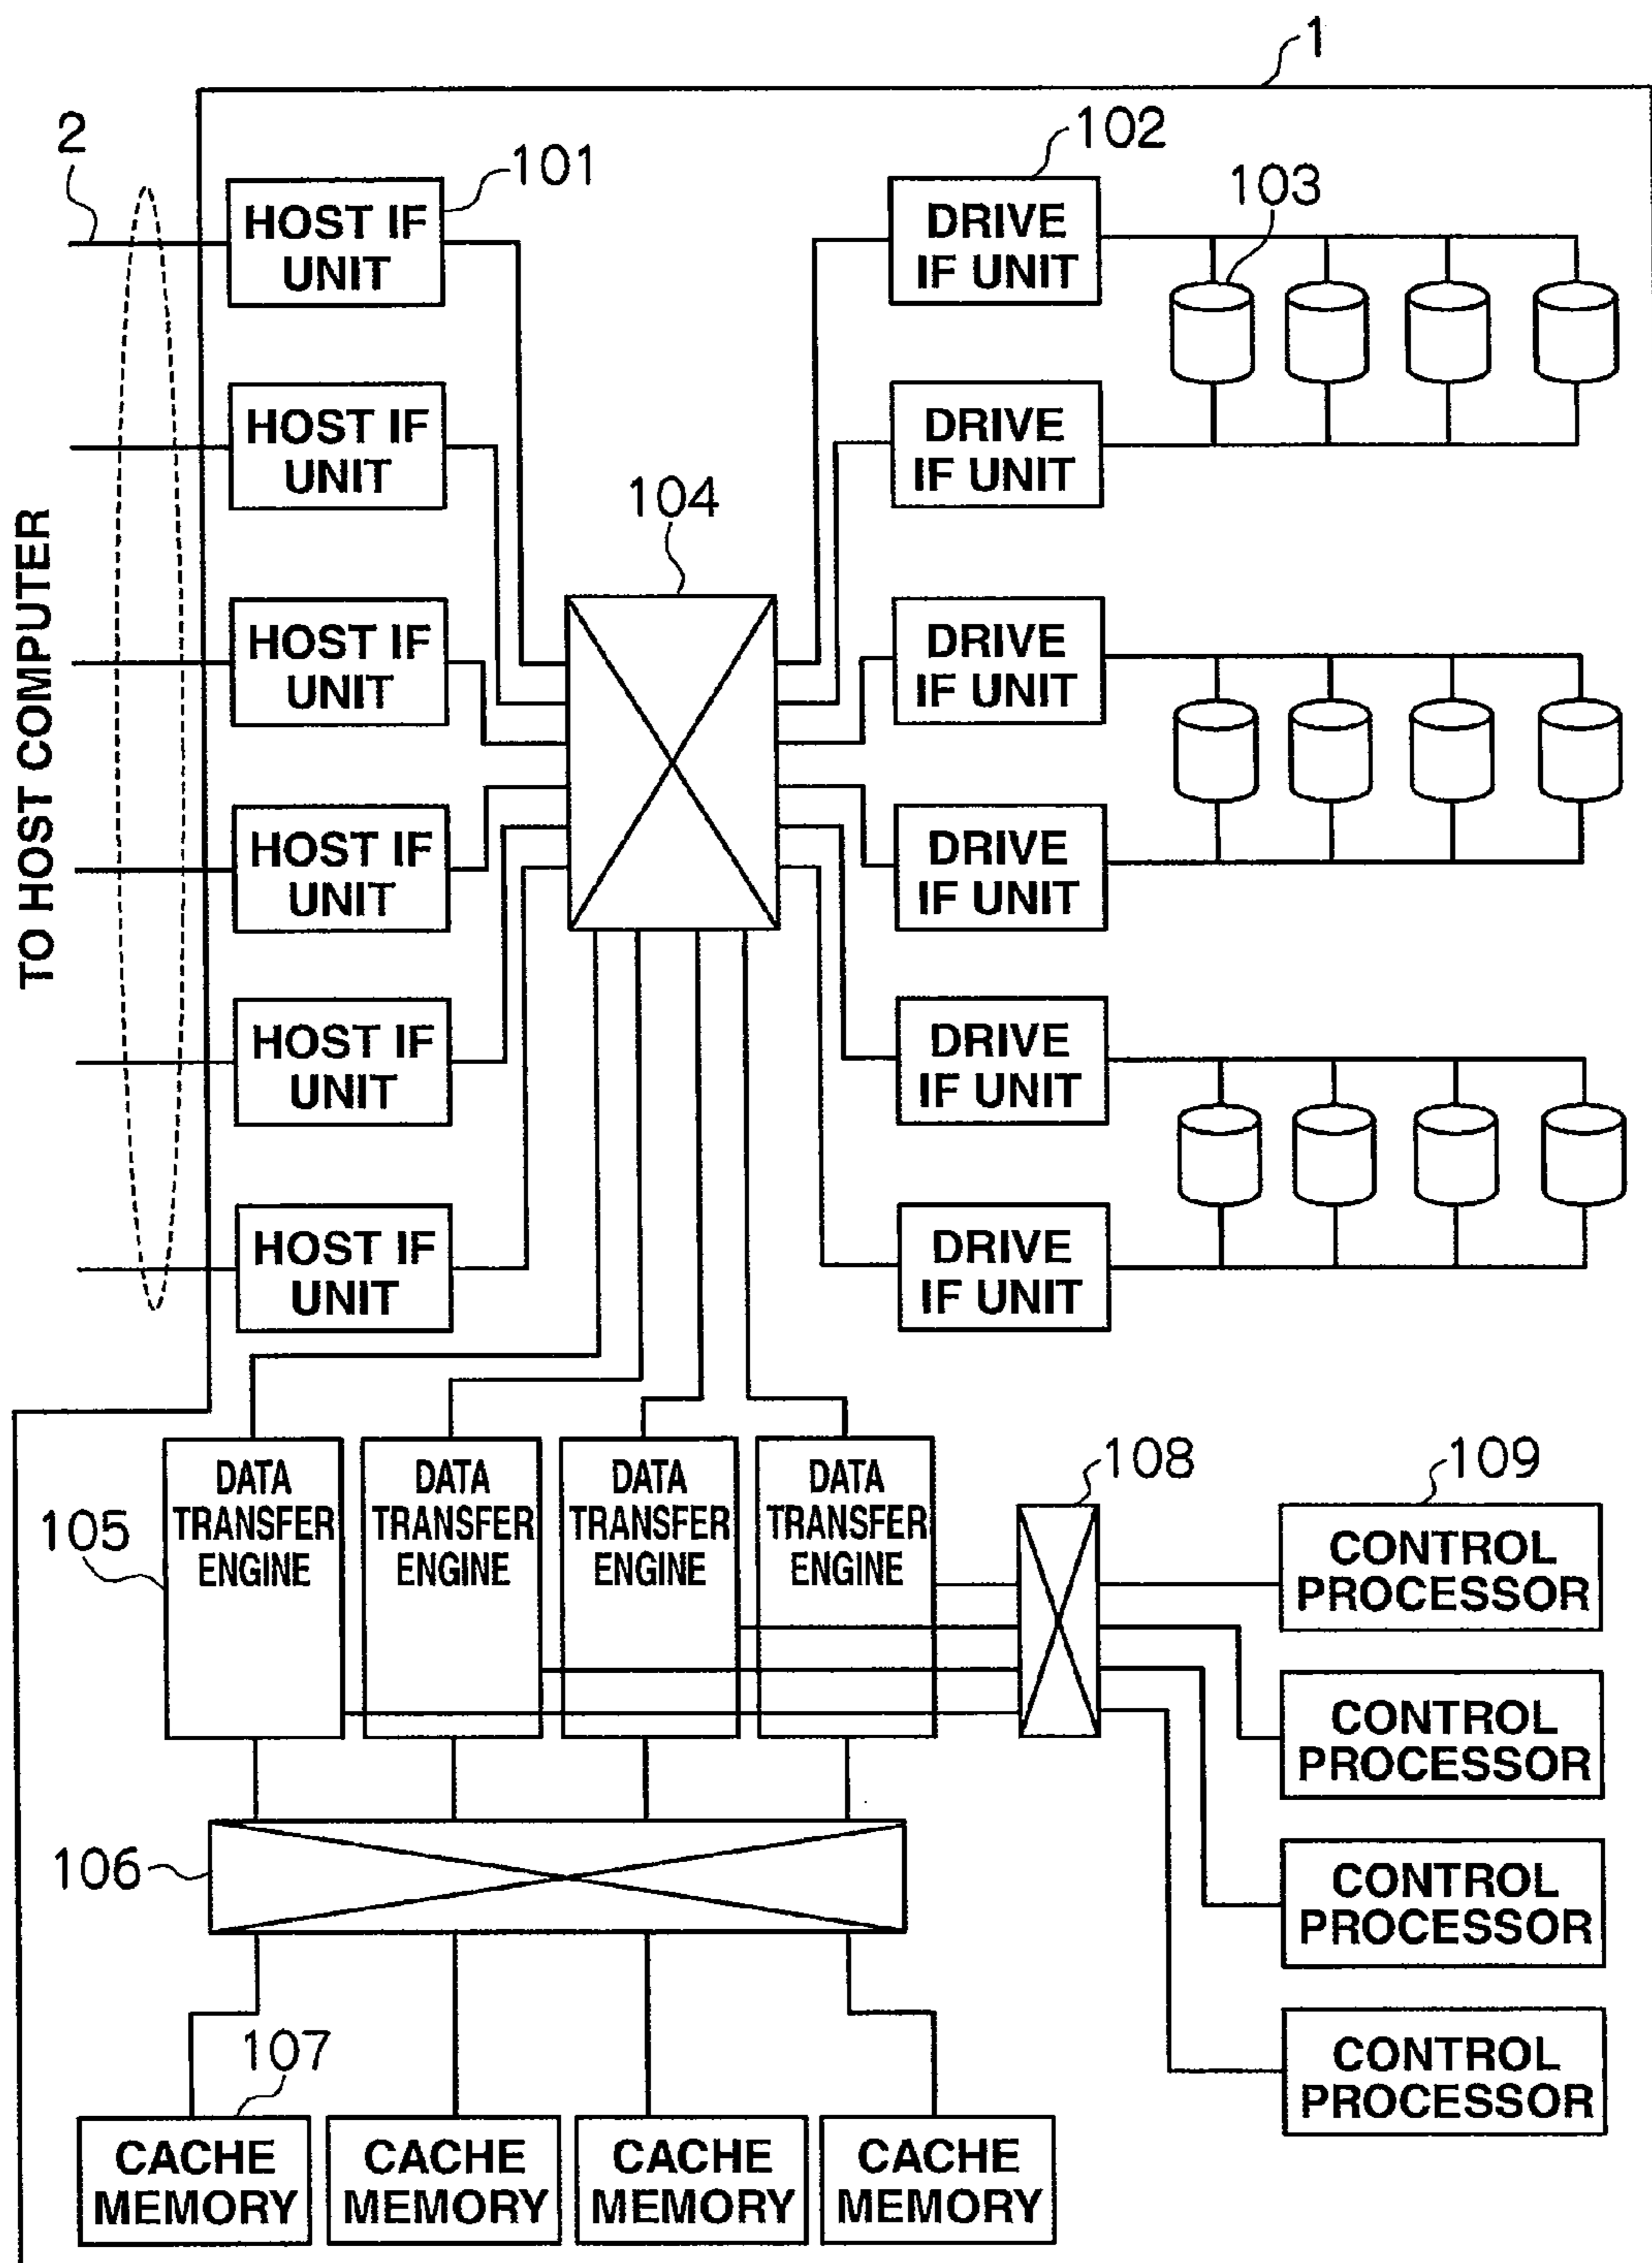 1
2
101
102
103
HOST IF
UNIT
DRIVE
IF UNIT
HOST IF
UNIT
DRIVE
IF UNIT
104
TO HOST COMPUTER
HOST IF
UNIT
DRIVE
IF UNIT
HOST IF
UNIT
DRIVE
IF UNIT
HOST IF
UNIT
DRIVE
IF UNIT
HOST IF
UNIT
DRIVE
IF UNIT
105
DATA
TRANSFER
ENGINE
DATA
TRANSFER
ENGINE
DATA
TRANSFER
ENGINE
DATA
TRANSFER
ENGINE
108
109
CONTROL
PROCESSOR
CONTROL
PROCESSOR
CONTROL
PROCESSOR
CONTROL
PROCESSOR
106
107
CACHE
MEMORY
CACHE
MEMORY
CACHE
MEMORY
CACHE
MEMORY